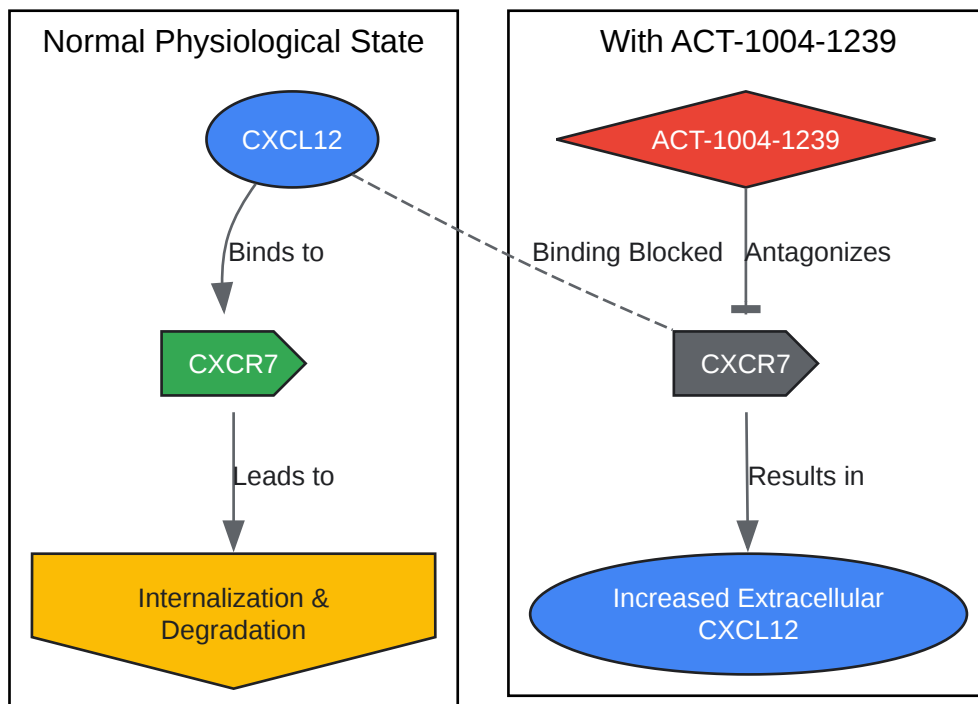 Normal Physiological State
CXCL12
Binds to
CXCR7
Leads to
Internalization &
Degradation
With ACT-1004-1239
ACT-1004-1239
Binding Blocked
Antagonizes
CXCR7
Results in
Increased Extracellular
CXCL12